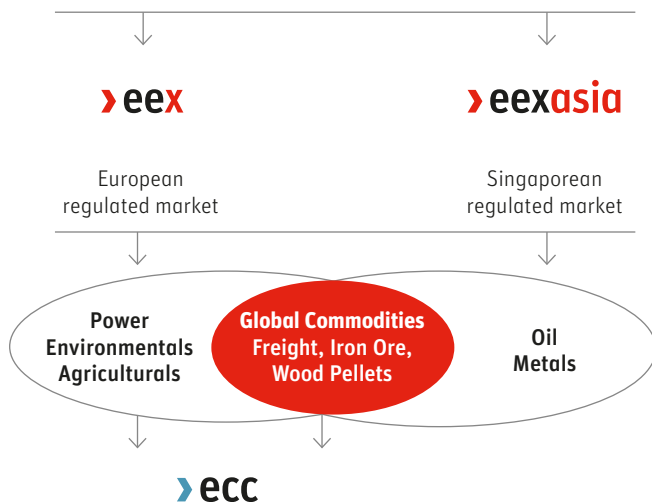 eex
eexasia
European
regulated market
Singaporean
regulated market
Power
Environmentals
Agriculturals
Global Commodities
Freight, Iron Ore,
Wood Pellets
Oil
Metals
ecc